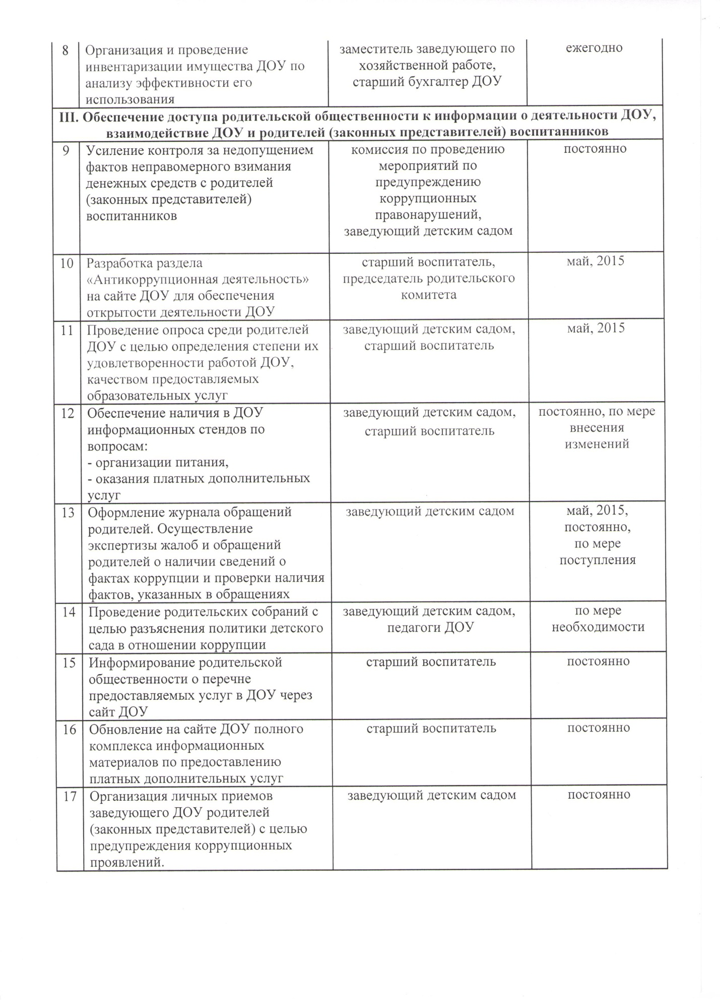 8
Организация и проведение
инвентаризации имущества ДОУ по
анализу эффективности его
использования
заместитель заведующего по
хозяйственной работе,
старший бухгалтер ДОУ
ежегодно
III. Обеспечение доступа родительской общественности к информации о деятельности ДОУ,
взаимодействие ДОУ и родителей (законных представителей) воспитанников
9
Усиление контроля за недопущением
фактов неправомерного взимания
денежных средств с родителей
(законных представителей)
воспитанников
комиссия по проведению
мероприятий по
предупреждению
коррупционных
правонарушений,
заведующий детским садом
постоянно
10
Разработка раздела
«Антикоррупционная деятельность»
на сайте ДОУ для обеспечения
открытости деятельности ДОУ
старший воспитатель,
председатель родительского
комитета
май, 2015
11
Проведение опроса среди родителей
ДОУ с целью определения степени их
удовлетворенности работой ДОУ,
качеством предоставляемых
образовательных услуг
заведующий детским садом,
старший воспитатель
май, 2015
12
Обеспечение наличия в ДОУ
информационных стендов по
вопросам:
- организации питания,
- оказания платных дополнительных
услуг
заведующий детским садом,
старший воспитатель
постоянно, по мере
внесения
изменений
13
Оформление журнала обращений
родителей. Осуществление
экспертизы жалоб и обращений
родителей о наличии сведений о
фактах коррупции и проверки наличия
фактов, указанных в обращениях
заведующий детским садом
май, 2015,
постоянно,
по мере
поступления
14
Проведение родительских собраний с
целью разъяснения политики детского
сада в отношении коррупции
заведующий детским садом,
педагоги ДОУ
по мере
необходимости
15
Информирование родительской
общественности о перечне
предоставляемых услуг в ДОУ через
сайт ДОУ
старший воспитатель
постоянно
16
Обновление на сайте ДОУ полного
комплекса информационных
материалов по предоставлению
платных дополнительных услуг
старший воспитатель
постоянно
17
Организация личных приемов
заведующего ДОУ родителей
(законных представителей) с целью
предупреждения коррупционных
проявлений.
заведующий детским садом
постоянно